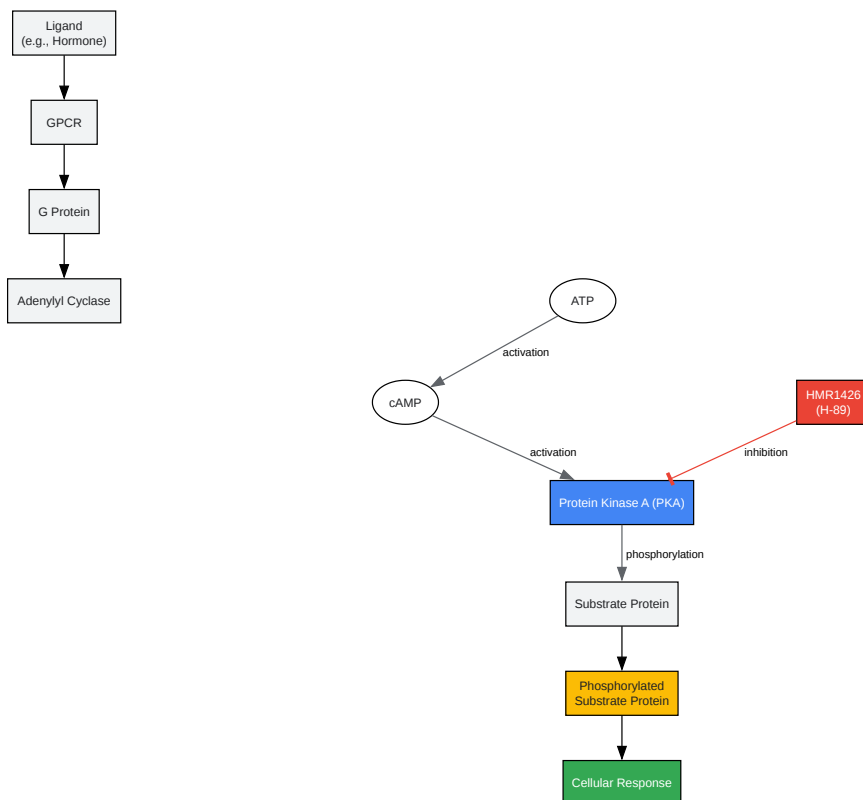 Ligand
(e.g., Hormone)
GPCR
G Protein
Adenylyl Cyclase
ATP
activation
cAMP
HMR1426
(H-89)
activation
inhibition
Protein Kinase A (PKA)
phosphorylation
Substrate Protein
Phosphorylated
Substrate Protein
Cellular Response